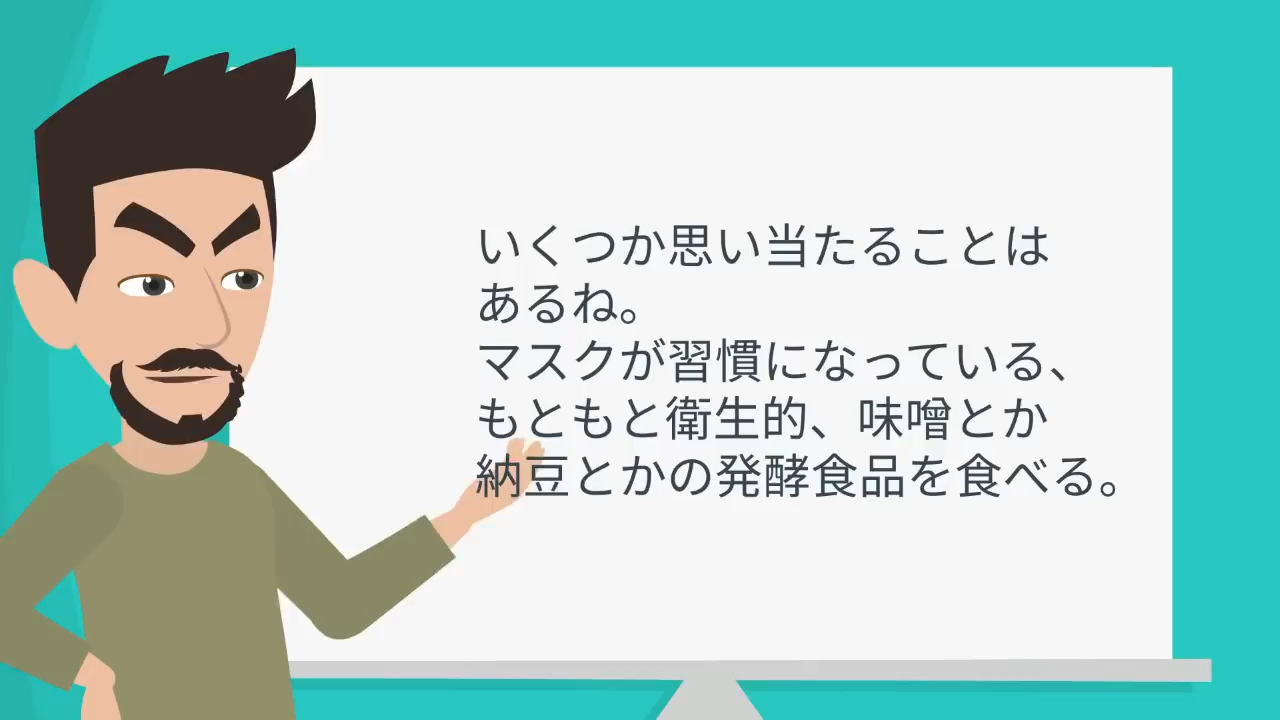 いくつか思い当たることは
あるね。
マスクが習慣になっている、
もともと衛生的、味噌とか
納豆とかの発酵食品を食べる。